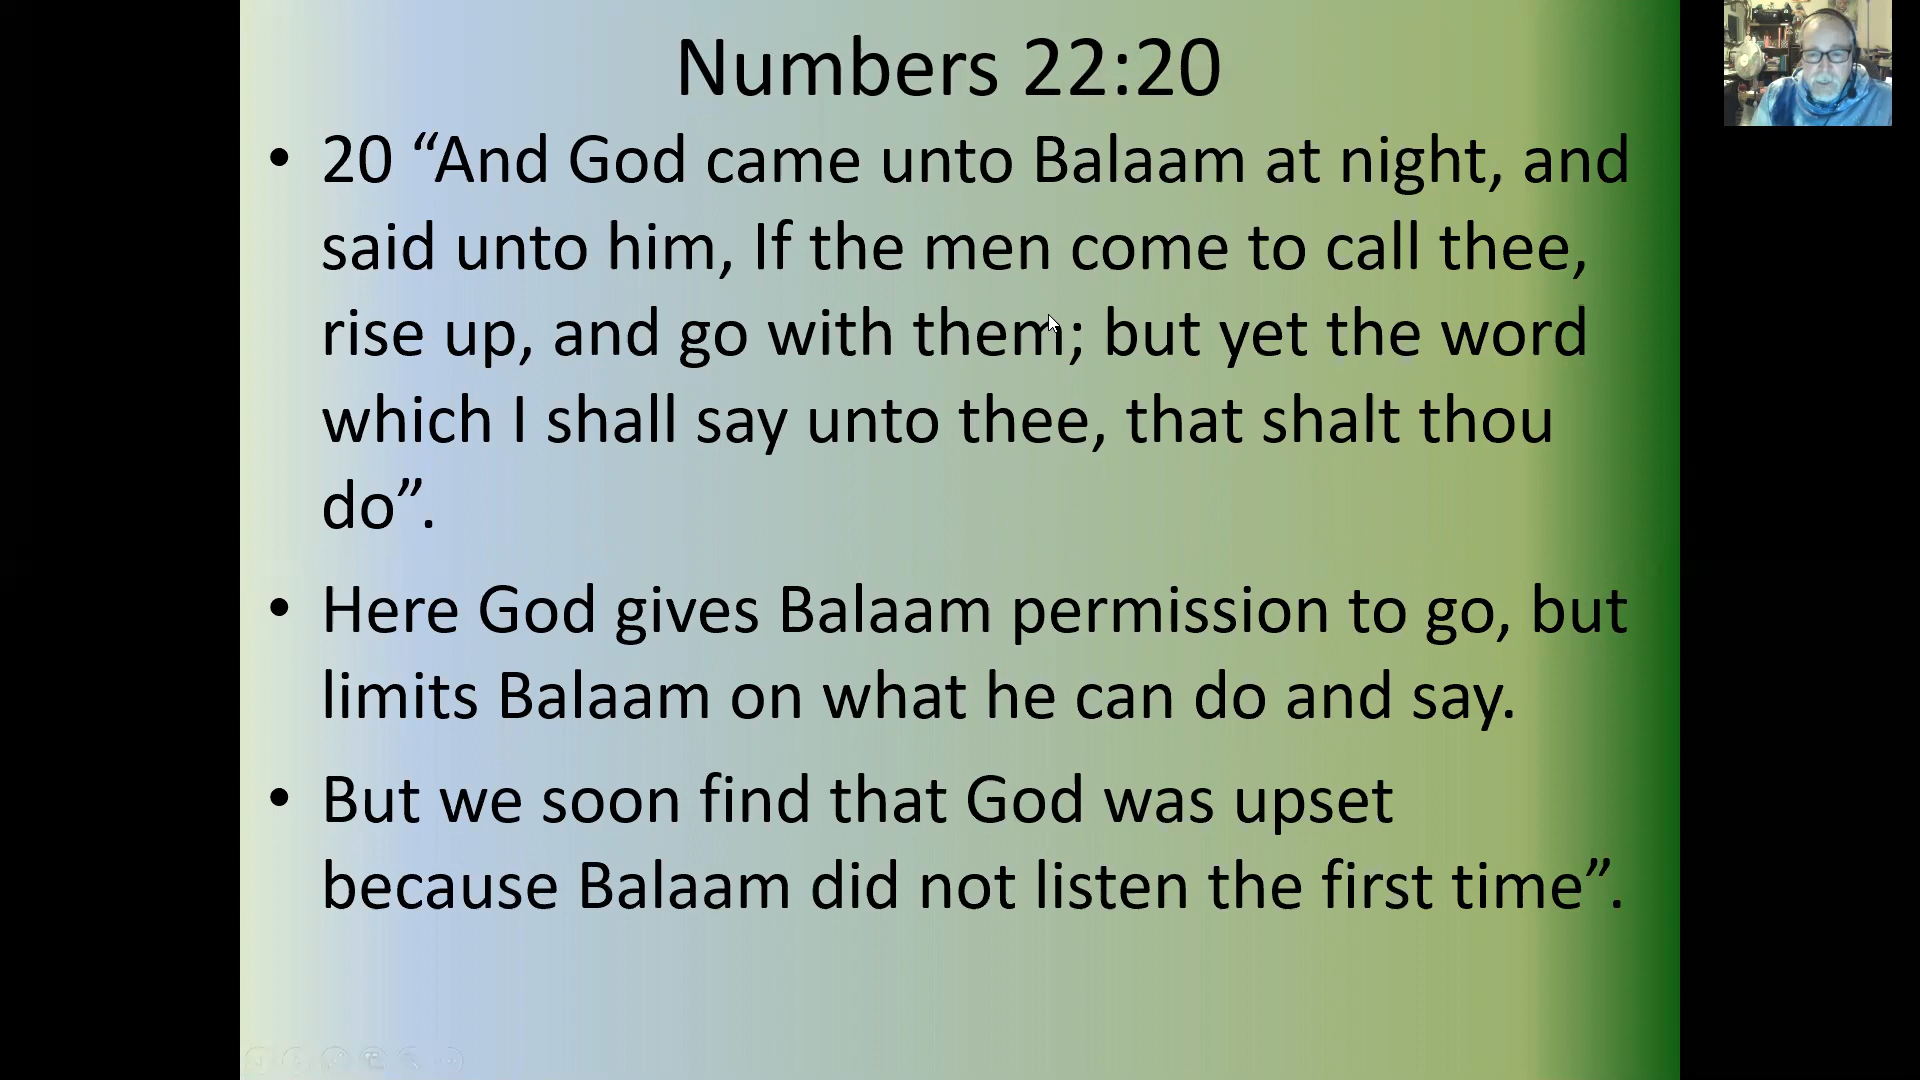 Numbers 22:20
• 20 “And God came unto Balaam at night, and
said unto him, If the men come to call thee,
rise up, and go with them; but yet the word
which I shall say unto thee, that shalt thou
do”.
• Here God gives Balaam permission to go, but
limits Balaam on what he can do and say.
• But we soon find that God was upset
because Balaam did not listen the first time”.